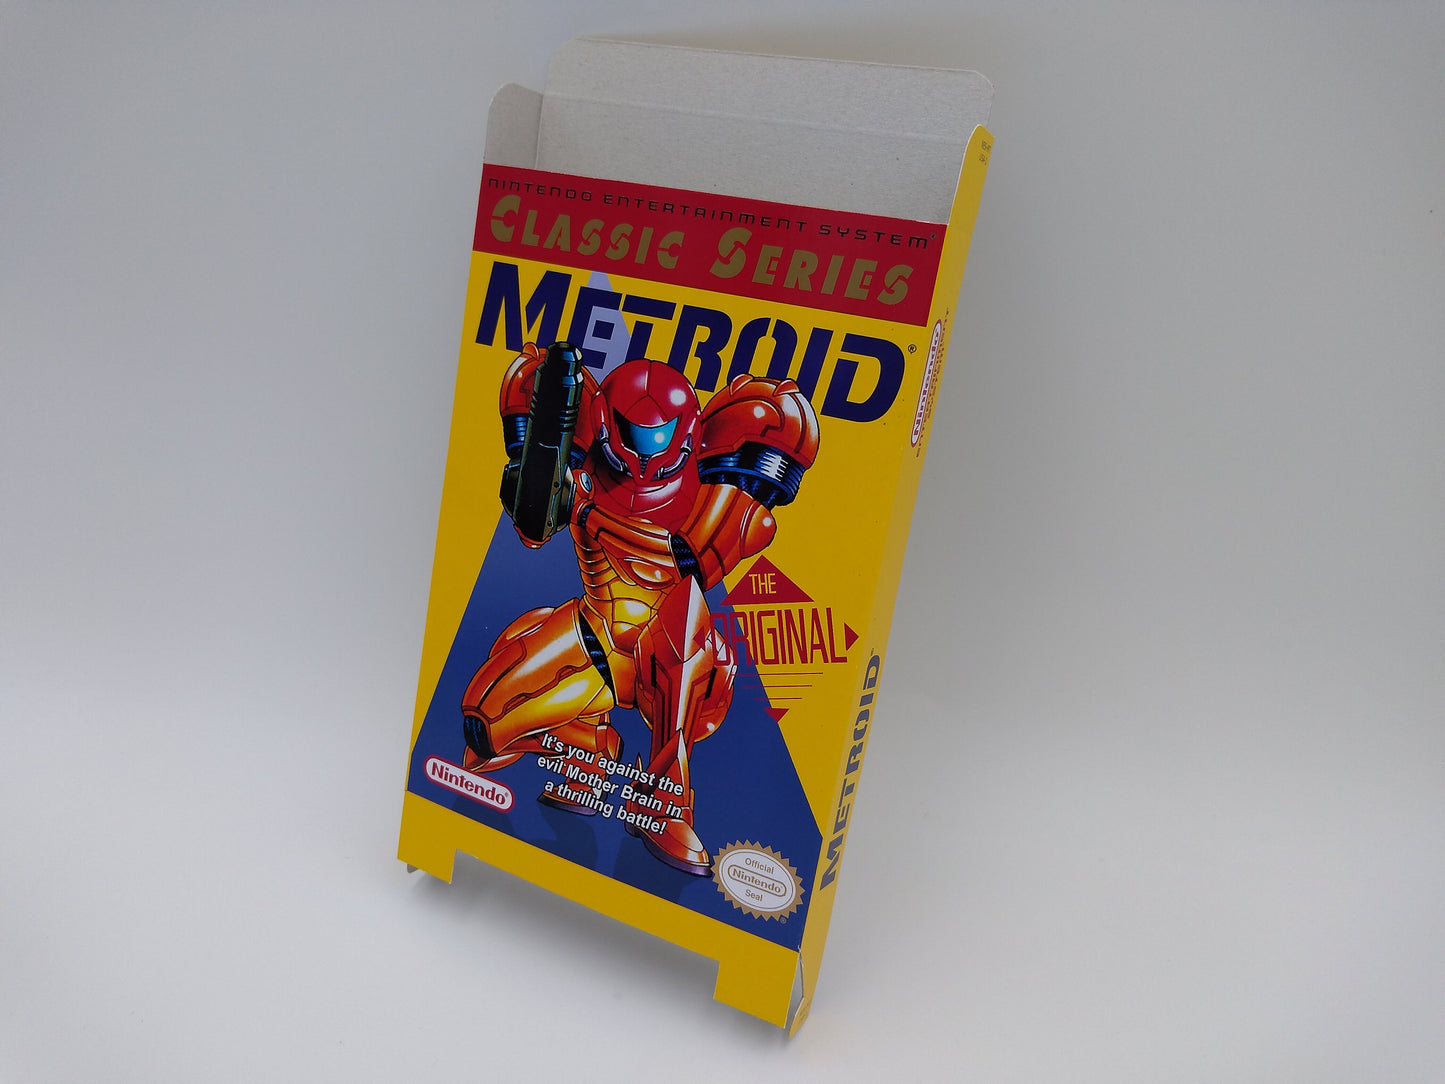 NINTENDO ENTERTAINMENT SYSTEM
CLASSIC SERIES
METROID®
THE
ORIGINAL
It's you against the
evil Mother Brain in
a thrilling battle!
Nintendo®
Official
Nintendo
Seal
®
METROID